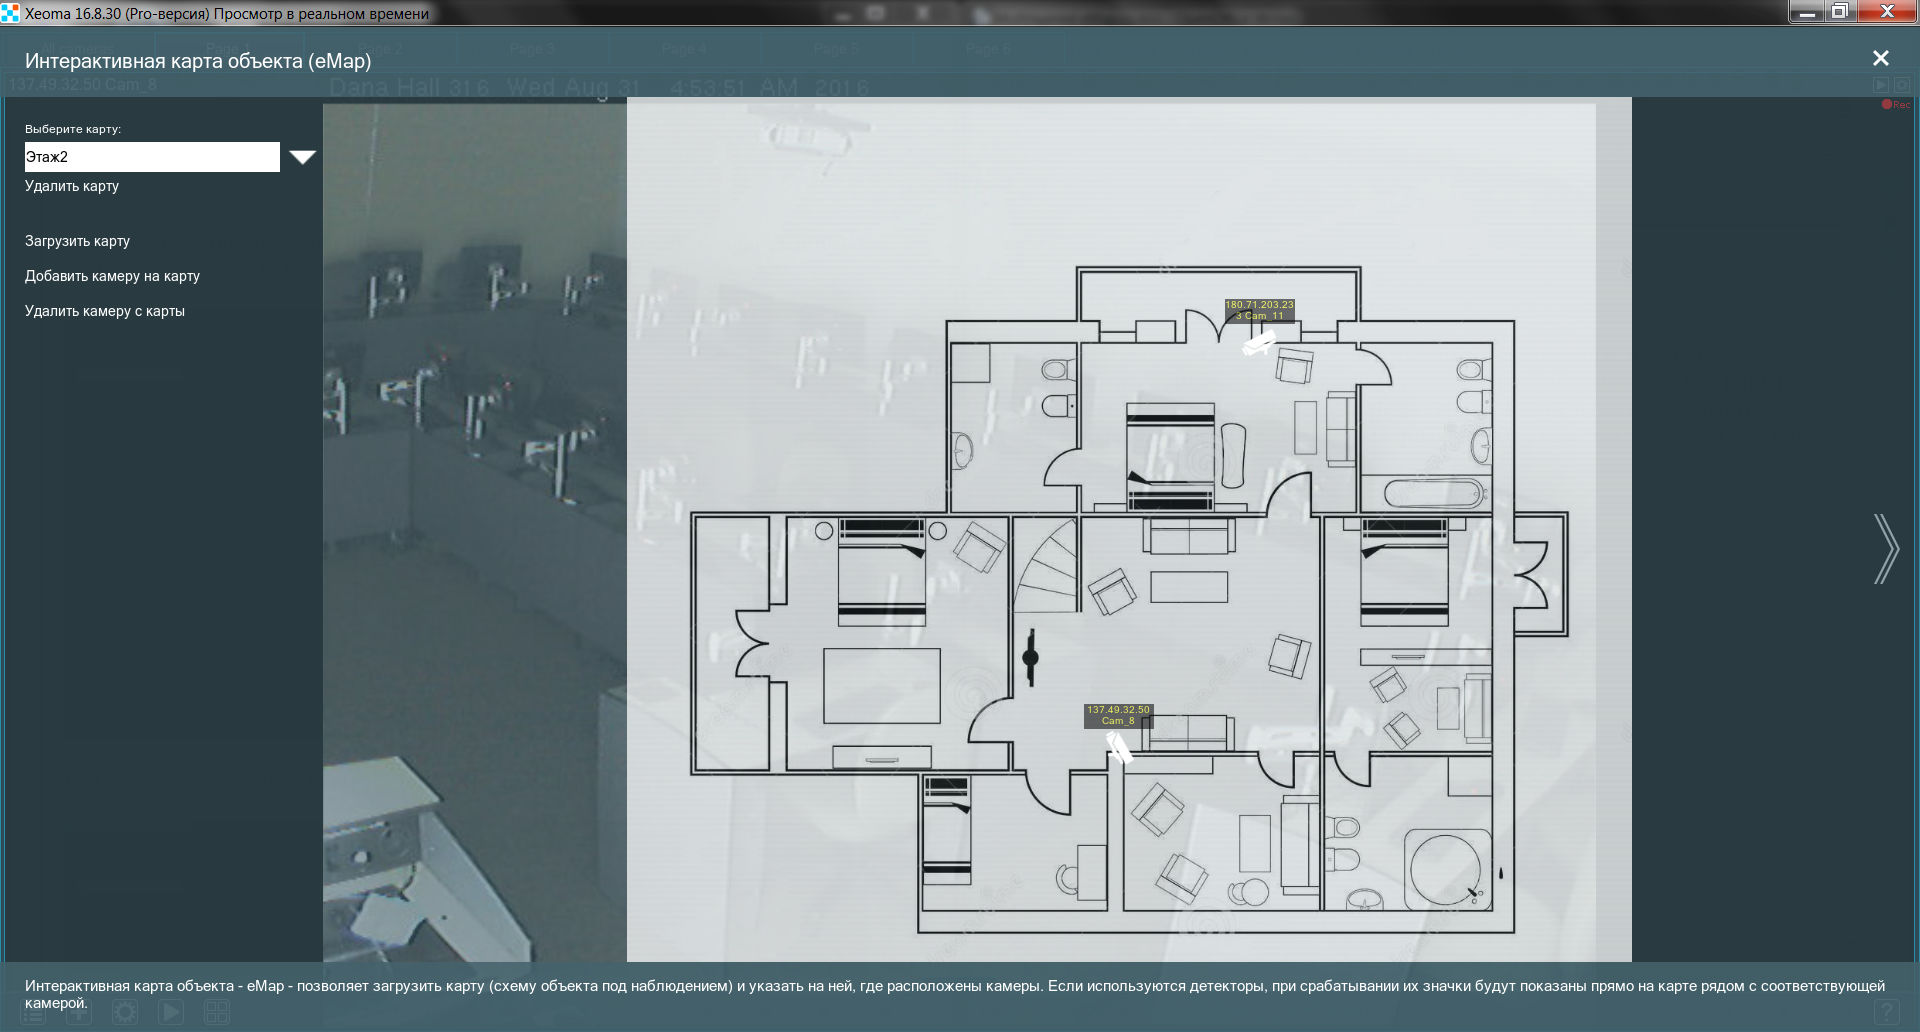 Xeoma 16.8.30 (Pro-версия) Просмотр в реальном времени
All cameras Page 1 Page 2 Page 3 Page 4 Page 5 Page 6
Интерактивная карта объекта (eMap)
137.49.32.50 Cam_8
Dana Hall 316 Wed Aug 31 4:53:51 AM 2016
Rec
Выберите карту:
Этаж2
Удалить карту
Загрузить карту
Добавить камеру на карту
Удалить камеру с карты
180.71.203.23
3 Cam_11
137.49.32.50
Cam_8
Интерактивная карта объекта - eMap - позволяет загрузить карту (схему объекта под наблюдением) и указать на ней, где расположены камеры. Если используются детекторы, при срабатывании их значки будут показаны прямо на карте рядом с соответствующей
камерой.